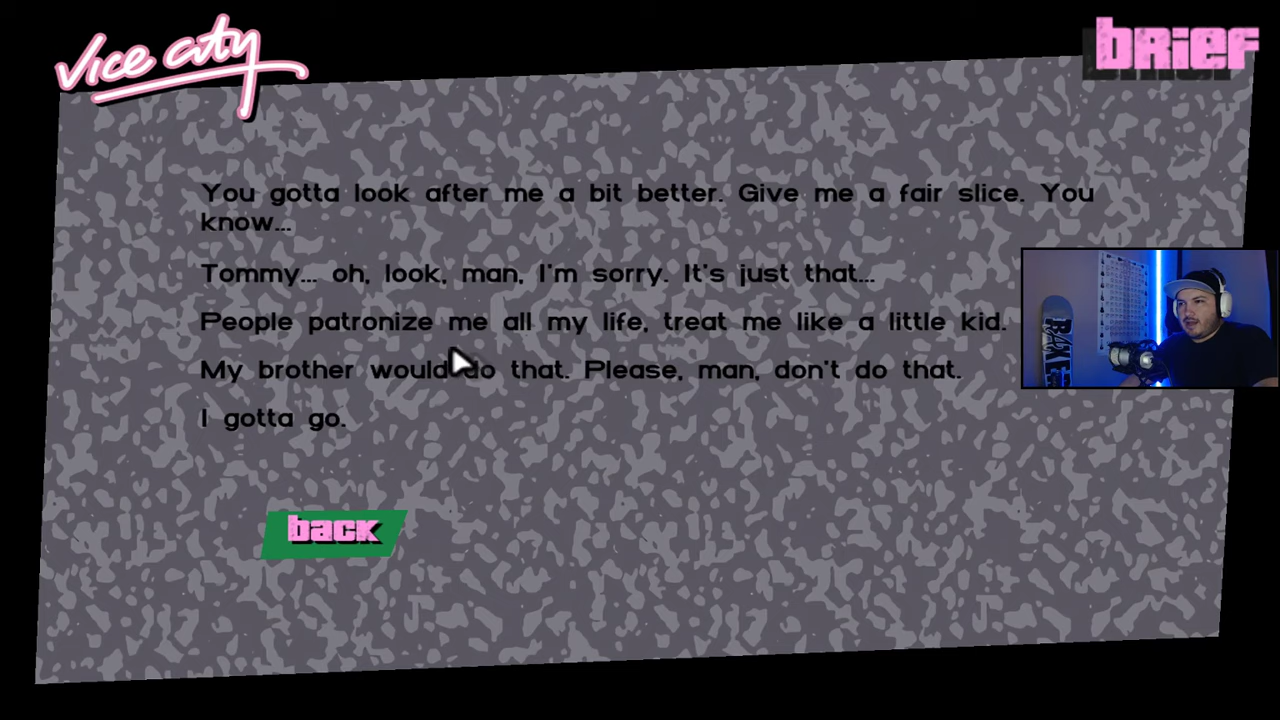 vice city
brief
You gotta look after me a bit better. Give me a fair slice. You
know...
Tommy... oh, look, man, I'm sorry. It's just that...
People patronize me all my life, treat me like a little kid.
My brother would do that. Please, man, don't do that.
I gotta go.
back